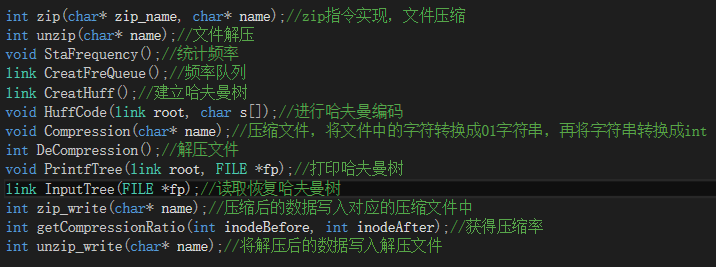 int zip(char* zip_name, char* name);//zip指令实现，文件压缩
int unzip(char* name);//文件解压
void StaFrequency();//统计频率
link CreatFreQueue();//频率队列
link CreatHuff();//建立哈夫曼树
void HuffCode(link root, char s[]);//进行哈夫曼编码
void Compression(char* name);//压缩文件，将文件中的字符转换成01字符串，再将字符串转换成int
int DeCompression();//解压文件
void PrintfTree(link root, FILE *fp);//打印哈夫曼树
link InputTree(FILE *fp);//读取恢复哈夫曼树
int zip_write(char* name);//压缩后的数据写入对应的压缩文件中
int getCompressionRatio(int inodeBefore, int inodeAfter);//获得压缩率
int unzip_write(char* name);//将解压后的数据写入解压文件